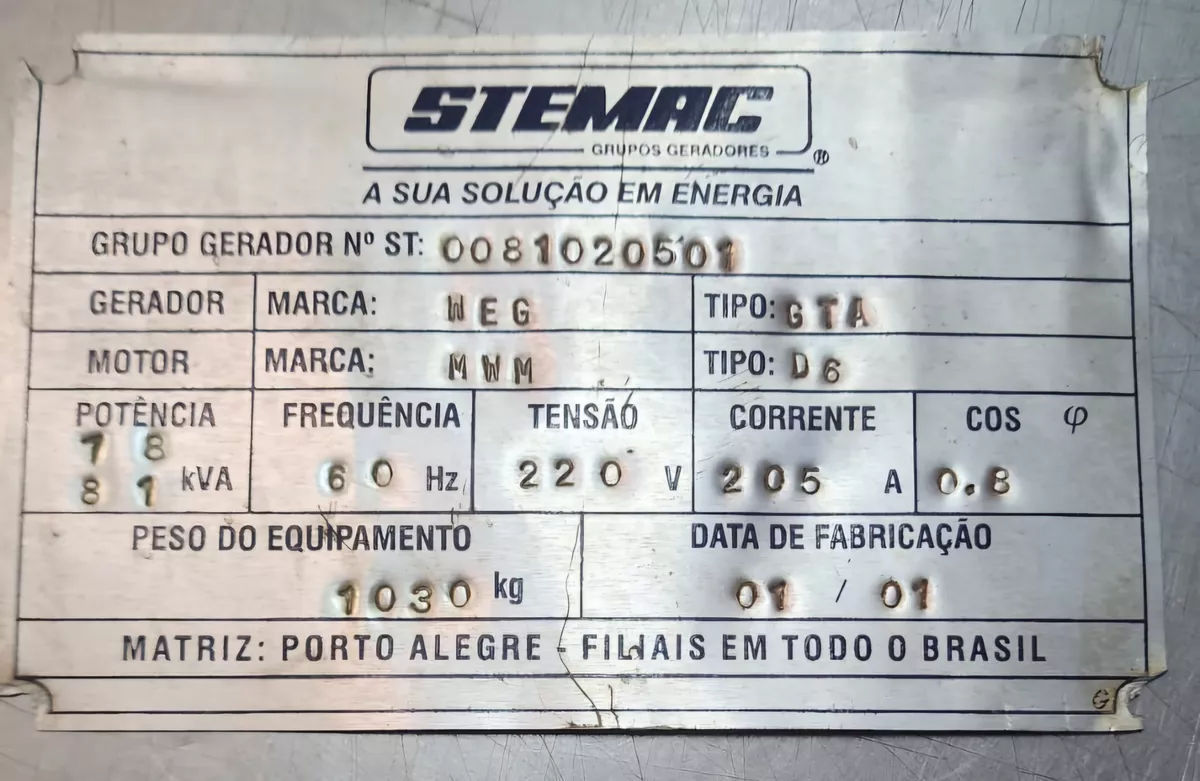 STEMAC
GRUPOS GERADORES
®
A SUA SOLUÇÃO EM ENERGIA
GRUPO GERADOR Nº ST: 0081020501
GERADOR MARCA: WEG TIPO: GTA
MOTOR MARCA: MWM TIPO: D6
POTÊNCIA FREQUÊNCIA TENSÃO CORRENTE COS φ
78
81 kVA 60 Hz 220 V 205 A 0.8
PESO DO EQUIPAMENTO DATA DE FABRICAÇÃO
1030 kg 01 / 01
MATRIZ: PORTO ALEGRE - FILIAIS EM TODO O BRASIL
G